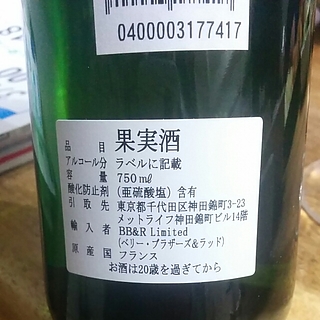 0400003177417
品目 果実酒
アルコール分 ラベルに記載
容量 750mℓ
酸化防止剤 (亜硫酸塩) 含有
引取先 東京都千代田区神田錦町3-23
メットライフ神田錦町ビル14階
輸入者 BB&R Limited
(ベリー・ブラザーズ&ラッド)
原産国 フランス
お酒は20歳を過ぎてから